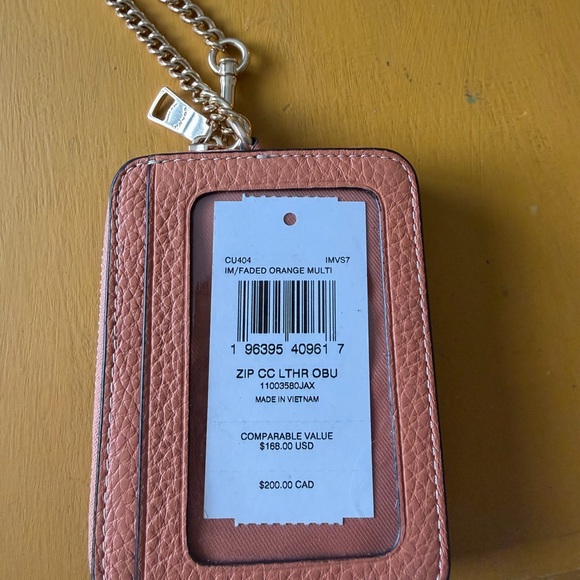 CU404 IMVS7
IM/FADED ORANGE MULTI
1 96395 40961 7
ZIP CC LTHR OBU
11003580JAX
MADE IN VIETNAM
COMPARABLE VALUE
$168.00 USD
$200.00 CAD